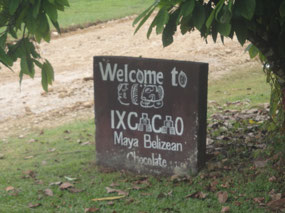 Welcome to
IXCACAO
Maya Belizean
Chocolate